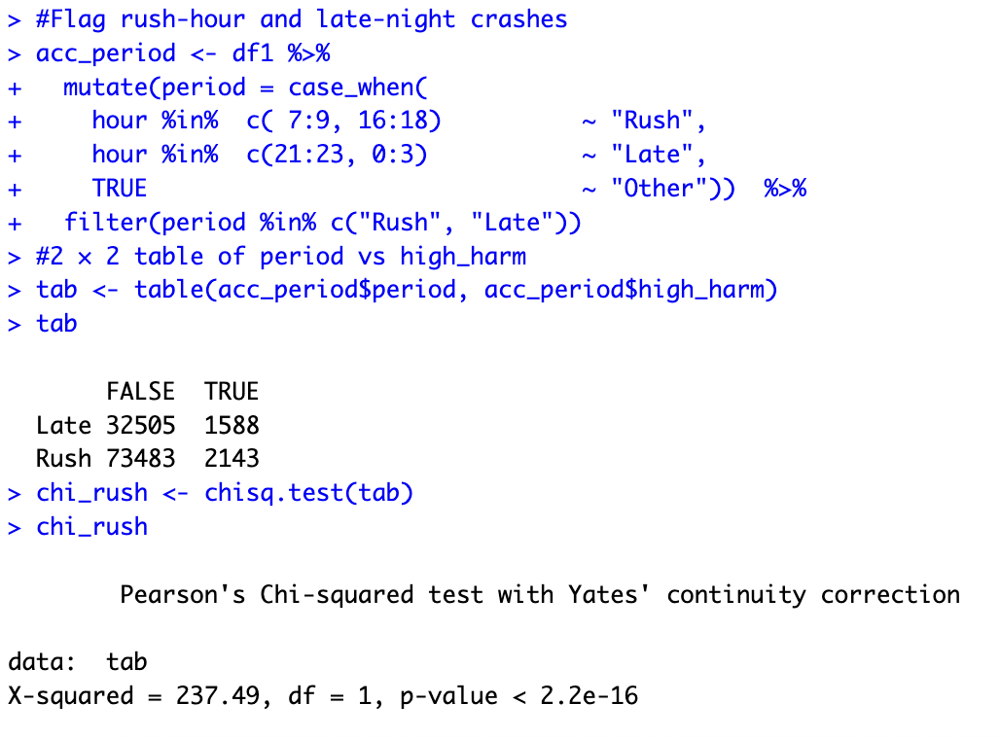 > #Flag rush-hour and late-night crashes
> acc_period <- df1 %>%
+   mutate(period = case_when(
+     hour %in%  c( 7:9, 16:18)          ~ "Rush",
+     hour %in%  c(21:23, 0:3)           ~ "Late",
+     TRUE                               ~ "Other"))  %>%
+   filter(period %in% c("Rush", "Late"))
> #2 × 2 table of period vs high_harm
> tab <- table(acc_period$period, acc_period$high_harm)
> tab
      
       FALSE  TRUE
  Late 32505  1588
  Rush 73483  2143
> chi_rush <- chisq.test(tab)
> chi_rush

        Pearson's Chi-squared test with Yates' continuity correction

data:  tab
X-squared = 237.49, df = 1, p-value < 2.2e-16